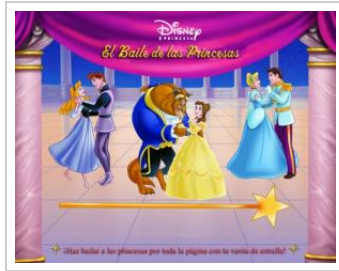 Disney
PRINCESAS
El Baile de las Princesas
¡Haz bailar a las princesas por toda la página con tu varita de estrella!